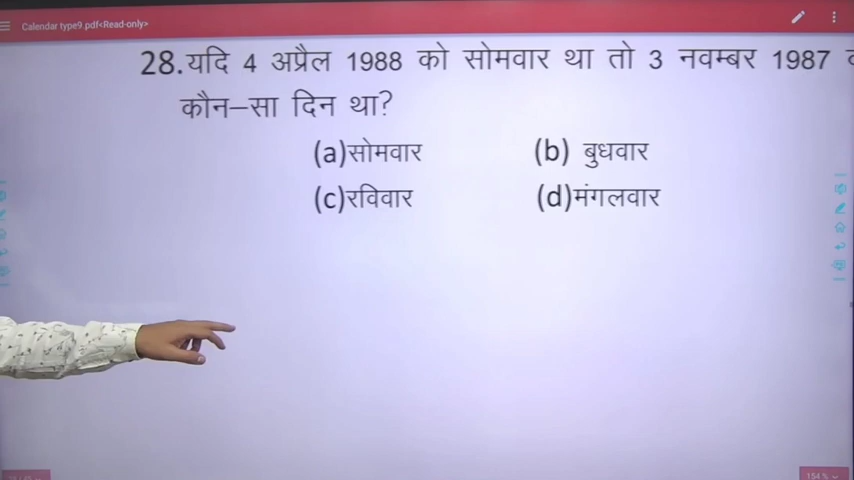 Calendar type9.pdf<Read-only>
28.यदि 4 अप्रैल 1988 को सोमवार था तो 3 नवम्बर 1987
कौन–सा दिन था?
(a)सोमवार (b) बुधवार
(c)रविवार (d)मंगलवार
154 %